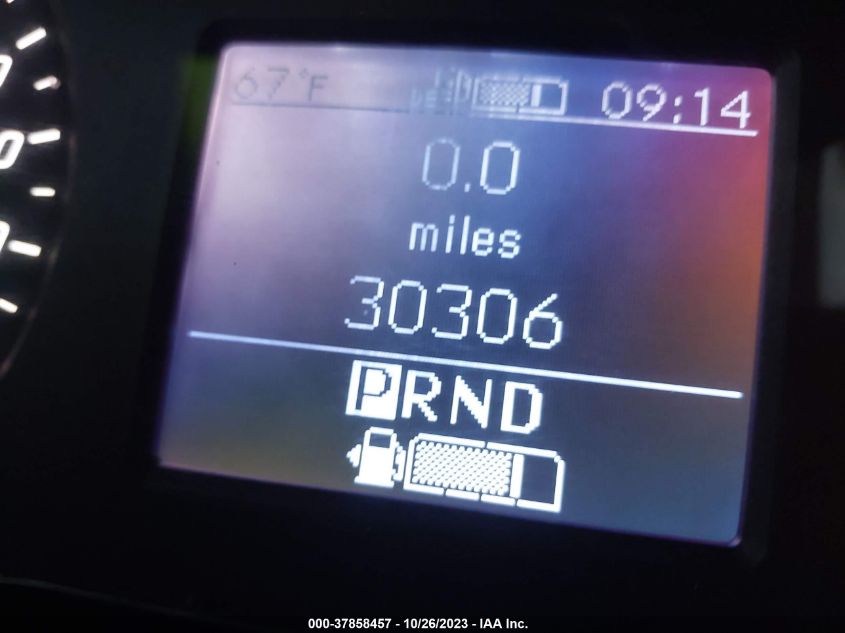 67°F 09:14
0.0
miles
30306
PRND
000-37858457 - 10/26/2023 - IAA Inc.